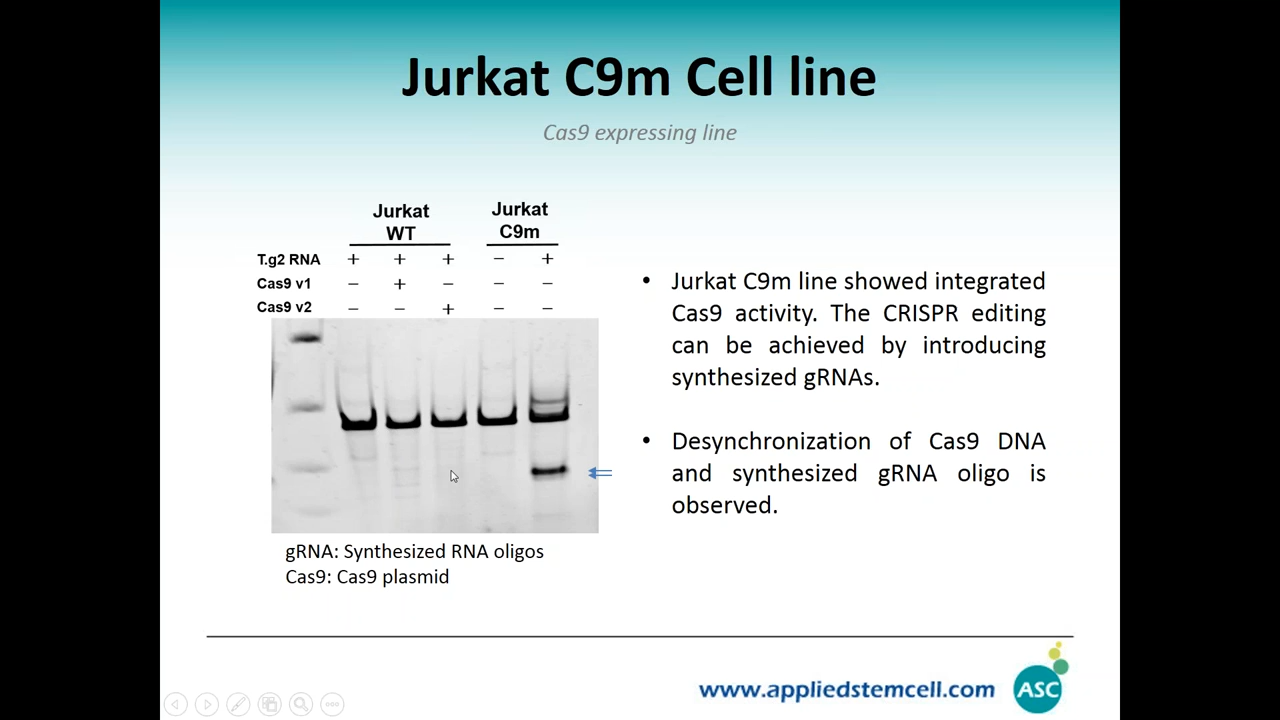 Jurkat C9m Cell line
Cas9 expressing line
Jurkat
WT
Jurkat
C9m
T.g2 RNA + + + − +
Cas9 v1 − + − − −
Cas9 v2 − − + − −
gRNA: Synthesized RNA oligos
Cas9: Cas9 plasmid
• Jurkat C9m line showed integrated
Cas9 activity. The CRISPR editing
can be achieved by introducing
synthesized gRNAs.
• Desynchronization of Cas9 DNA
and synthesized gRNA oligo is
observed.
www.appliedstemcell.com
ASC